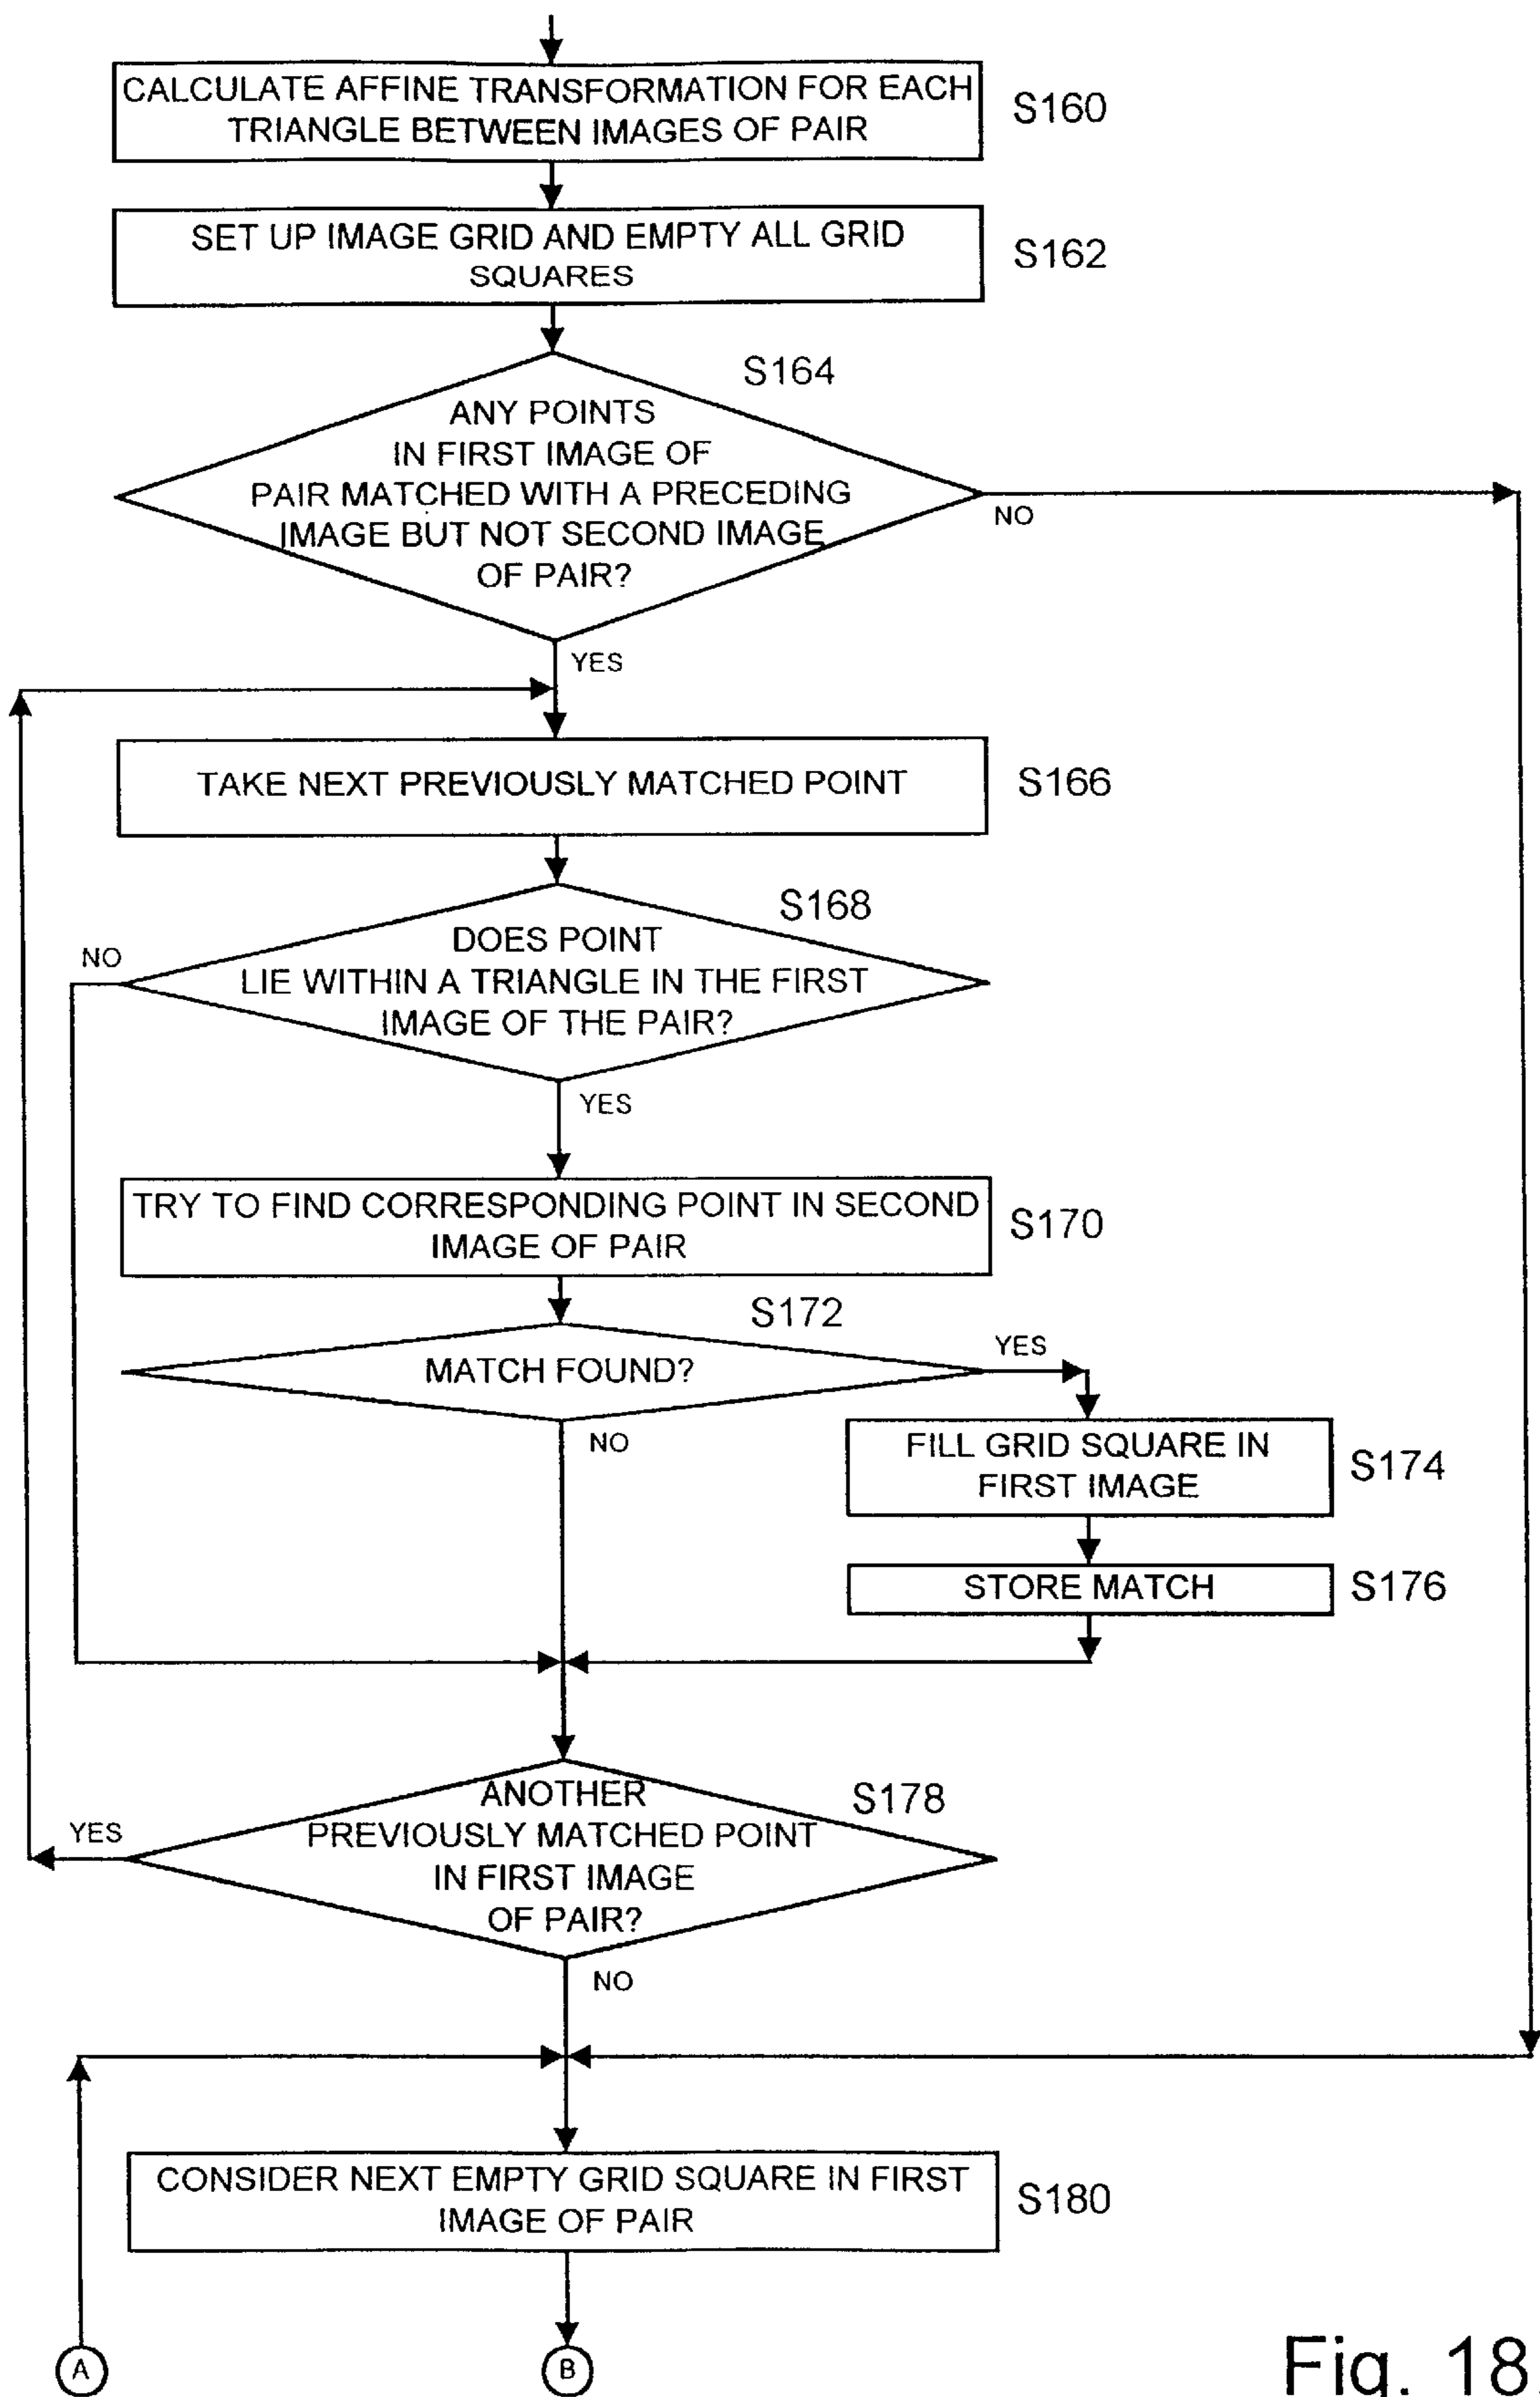 CALCULATE AFFINE TRANSFORMATION FOR EACH
TRIANGLE BETWEEN IMAGES OF PAIR
S160
SET UP IMAGE GRID AND EMPTY ALL GRID
SQUARES
S162
S164
ANY POINTS
IN FIRST IMAGE OF
PAIR MATCHED WITH A PRECEDING
IMAGE BUT NOT SECOND IMAGE
OF PAIR?
NO
YES
TAKE NEXT PREVIOUSLY MATCHED POINT
S166
S168
DOES POINT
LIE WITHIN A TRIANGLE IN THE FIRST
IMAGE OF THE PAIR?
NO
YES
TRY TO FIND CORRESPONDING POINT IN SECOND
IMAGE OF PAIR
S170
S172
MATCH FOUND?
YES
NO
FILL GRID SQUARE IN
FIRST IMAGE
S174
STORE MATCH
S176
S178
ANOTHER
PREVIOUSLY MATCHED POINT
IN FIRST IMAGE
OF PAIR?
YES
NO
CONSIDER NEXT EMPTY GRID SQUARE IN FIRST
IMAGE OF PAIR
S180
A
B
Fig. 18.